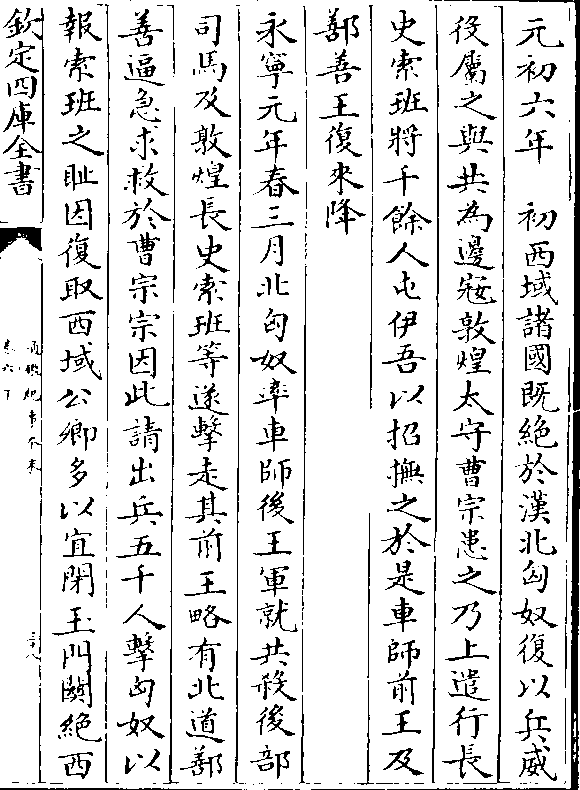 元初六年　初西域諸國既絶於漢北匈奴復以兵威
役屬之與共為邊寇敦煌太守曹宗患之乃上遣行長
史索班將千餘人屯伊吾以招撫之於是車師前王及
鄯善王復來降
永寧元年春三月北匈奴率車師後王軍就共殺後部
司馬及敦煌長史索班等遂擊走其前王略有北道鄯
善逼急求救於曹宗宗因此請出兵五千人擊匈奴以
報索班之恥因復取西域公卿多以宜閉玉門關絶西
欽定四庫全書